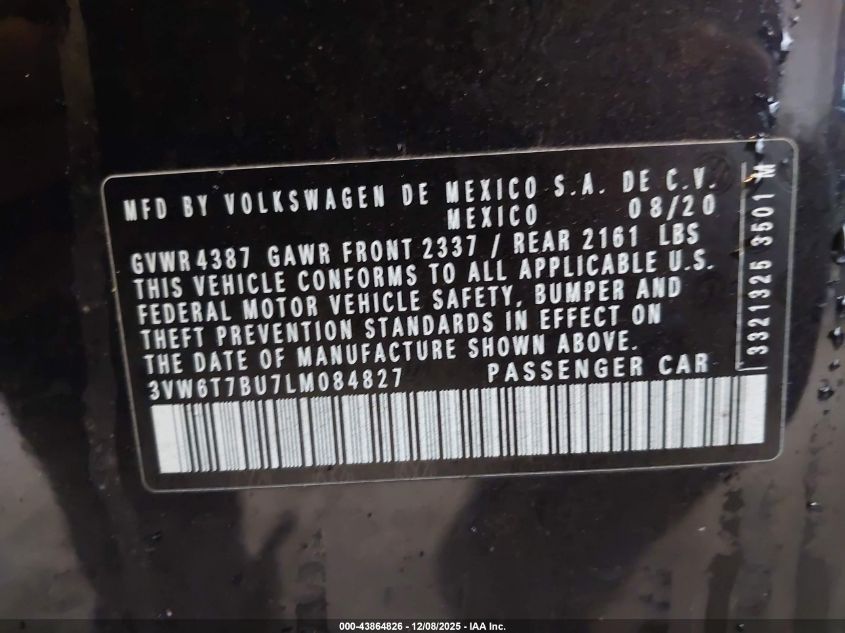 MFD BY VOLKSWAGEN DE MEXICO S.A. DE C.V.
MEXICO 08/20
GVWR 4387 GAWR FRONT 2337 / REAR 2161 LBS
THIS VEHICLE CONFORMS TO ALL APPLICABLE U.S.
FEDERAL MOTOR VEHICLE SAFETY, BUMPER AND
THEFT PREVENTION STANDARDS IN EFFECT ON
THE DATE OF MANUFACTURE SHOWN ABOVE.
3VW6T7BU7LM084827 PASSENGER CAR
3321325 3501 M
000-43864826 - 12/08/2025 - IAA Inc.